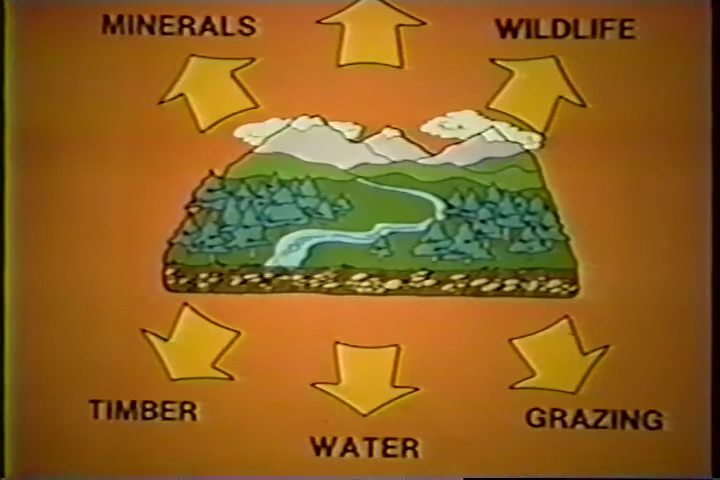 MINERALS
WILDLIFE
TIMBER
GRAZING
WATER